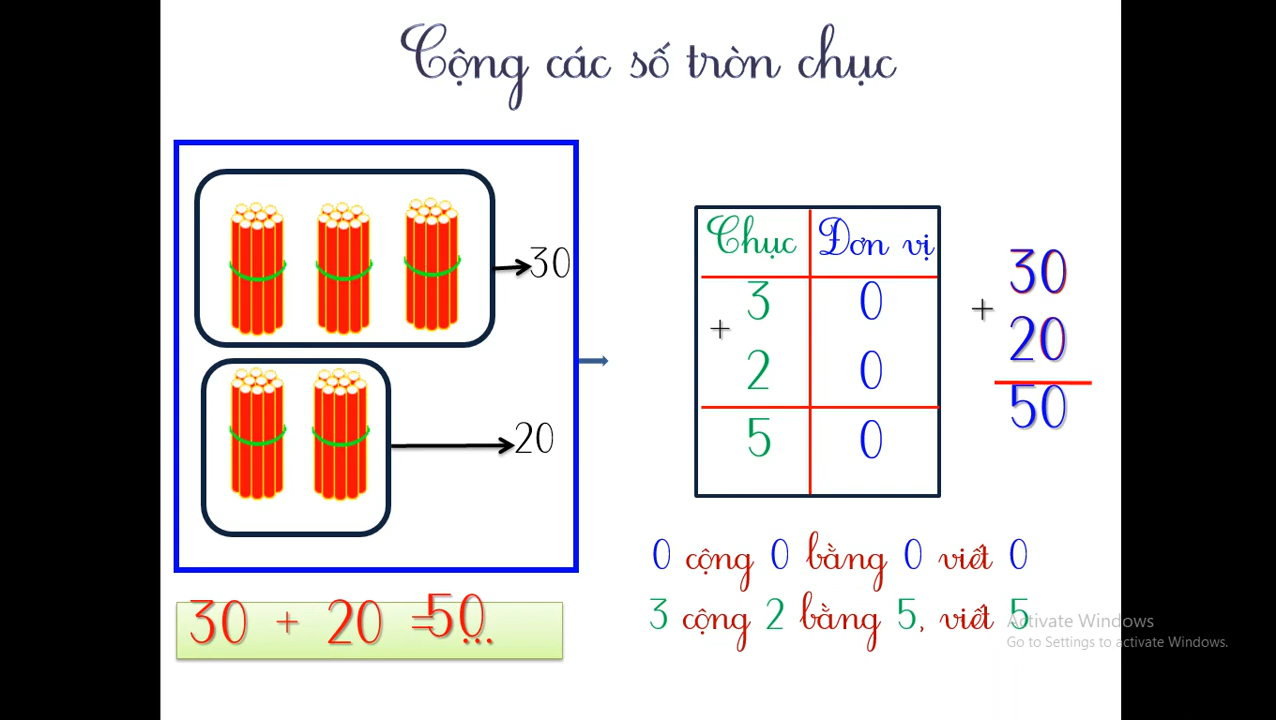 Cộng các số tròn chục
30
20
30 + 20 =50...
Chục Đơn vị
3 0
+
2 0
5 0
30
+
20
50
0 cộng 0 bằng 0 viết 0
3 cộng 2 bằng 5, viết 5
Activate Windows
Go to Settings to activate Windows.